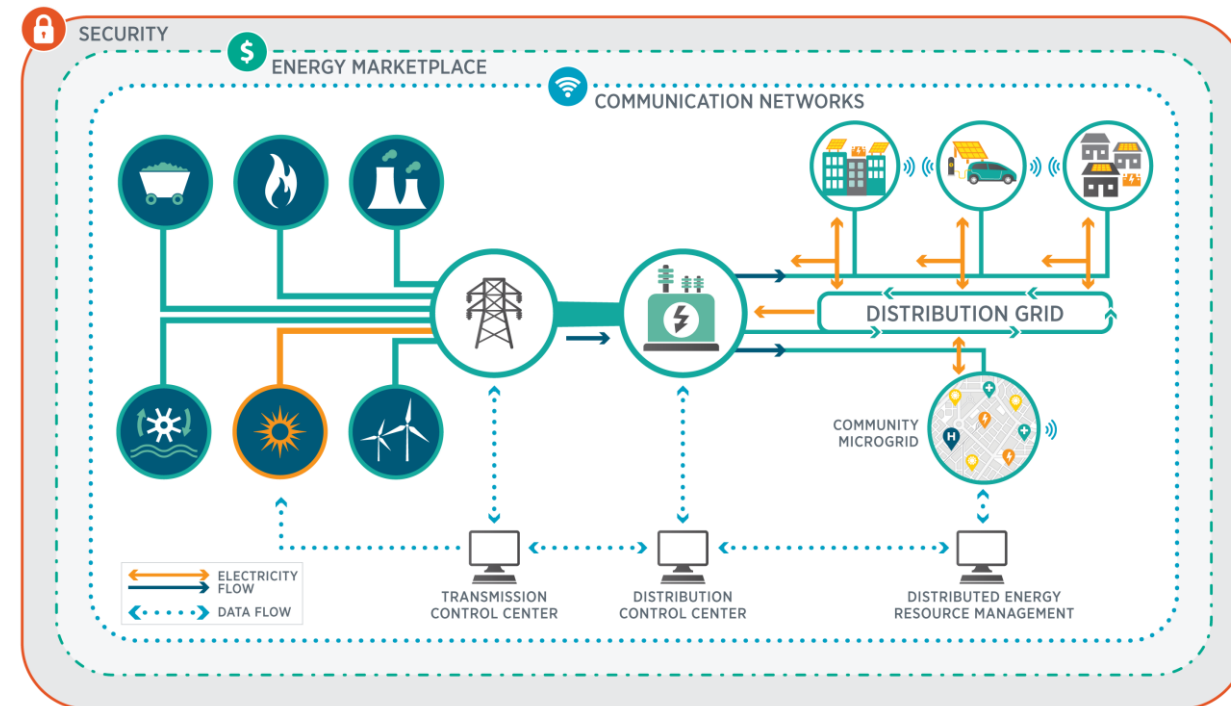 SECURITY
$
ENERGY MARKETPLACE
COMMUNICATION NETWORKS
DISTRIBUTION GRID
COMMUNITY
MICROGRID
H
ELECTRICITY
FLOW
DATA FLOW
TRANSMISSION
CONTROL CENTER
DISTRIBUTION
CONTROL CENTER
DISTRIBUTED ENERGY
RESOURCE MANAGEMENT